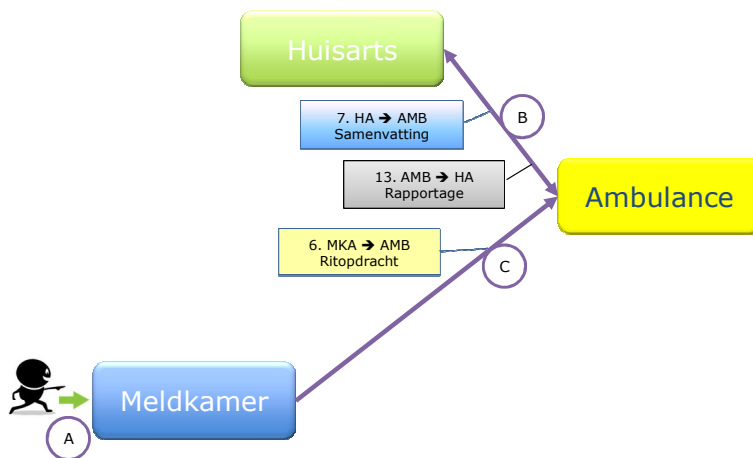 Huisarts
7. HA ➔ AMB
Samenvatting
B
13. AMB ➔ HA
Rapportage
Ambulance
6. MKA ➔ AMB
Ritopdracht
C
Meldkamer
A